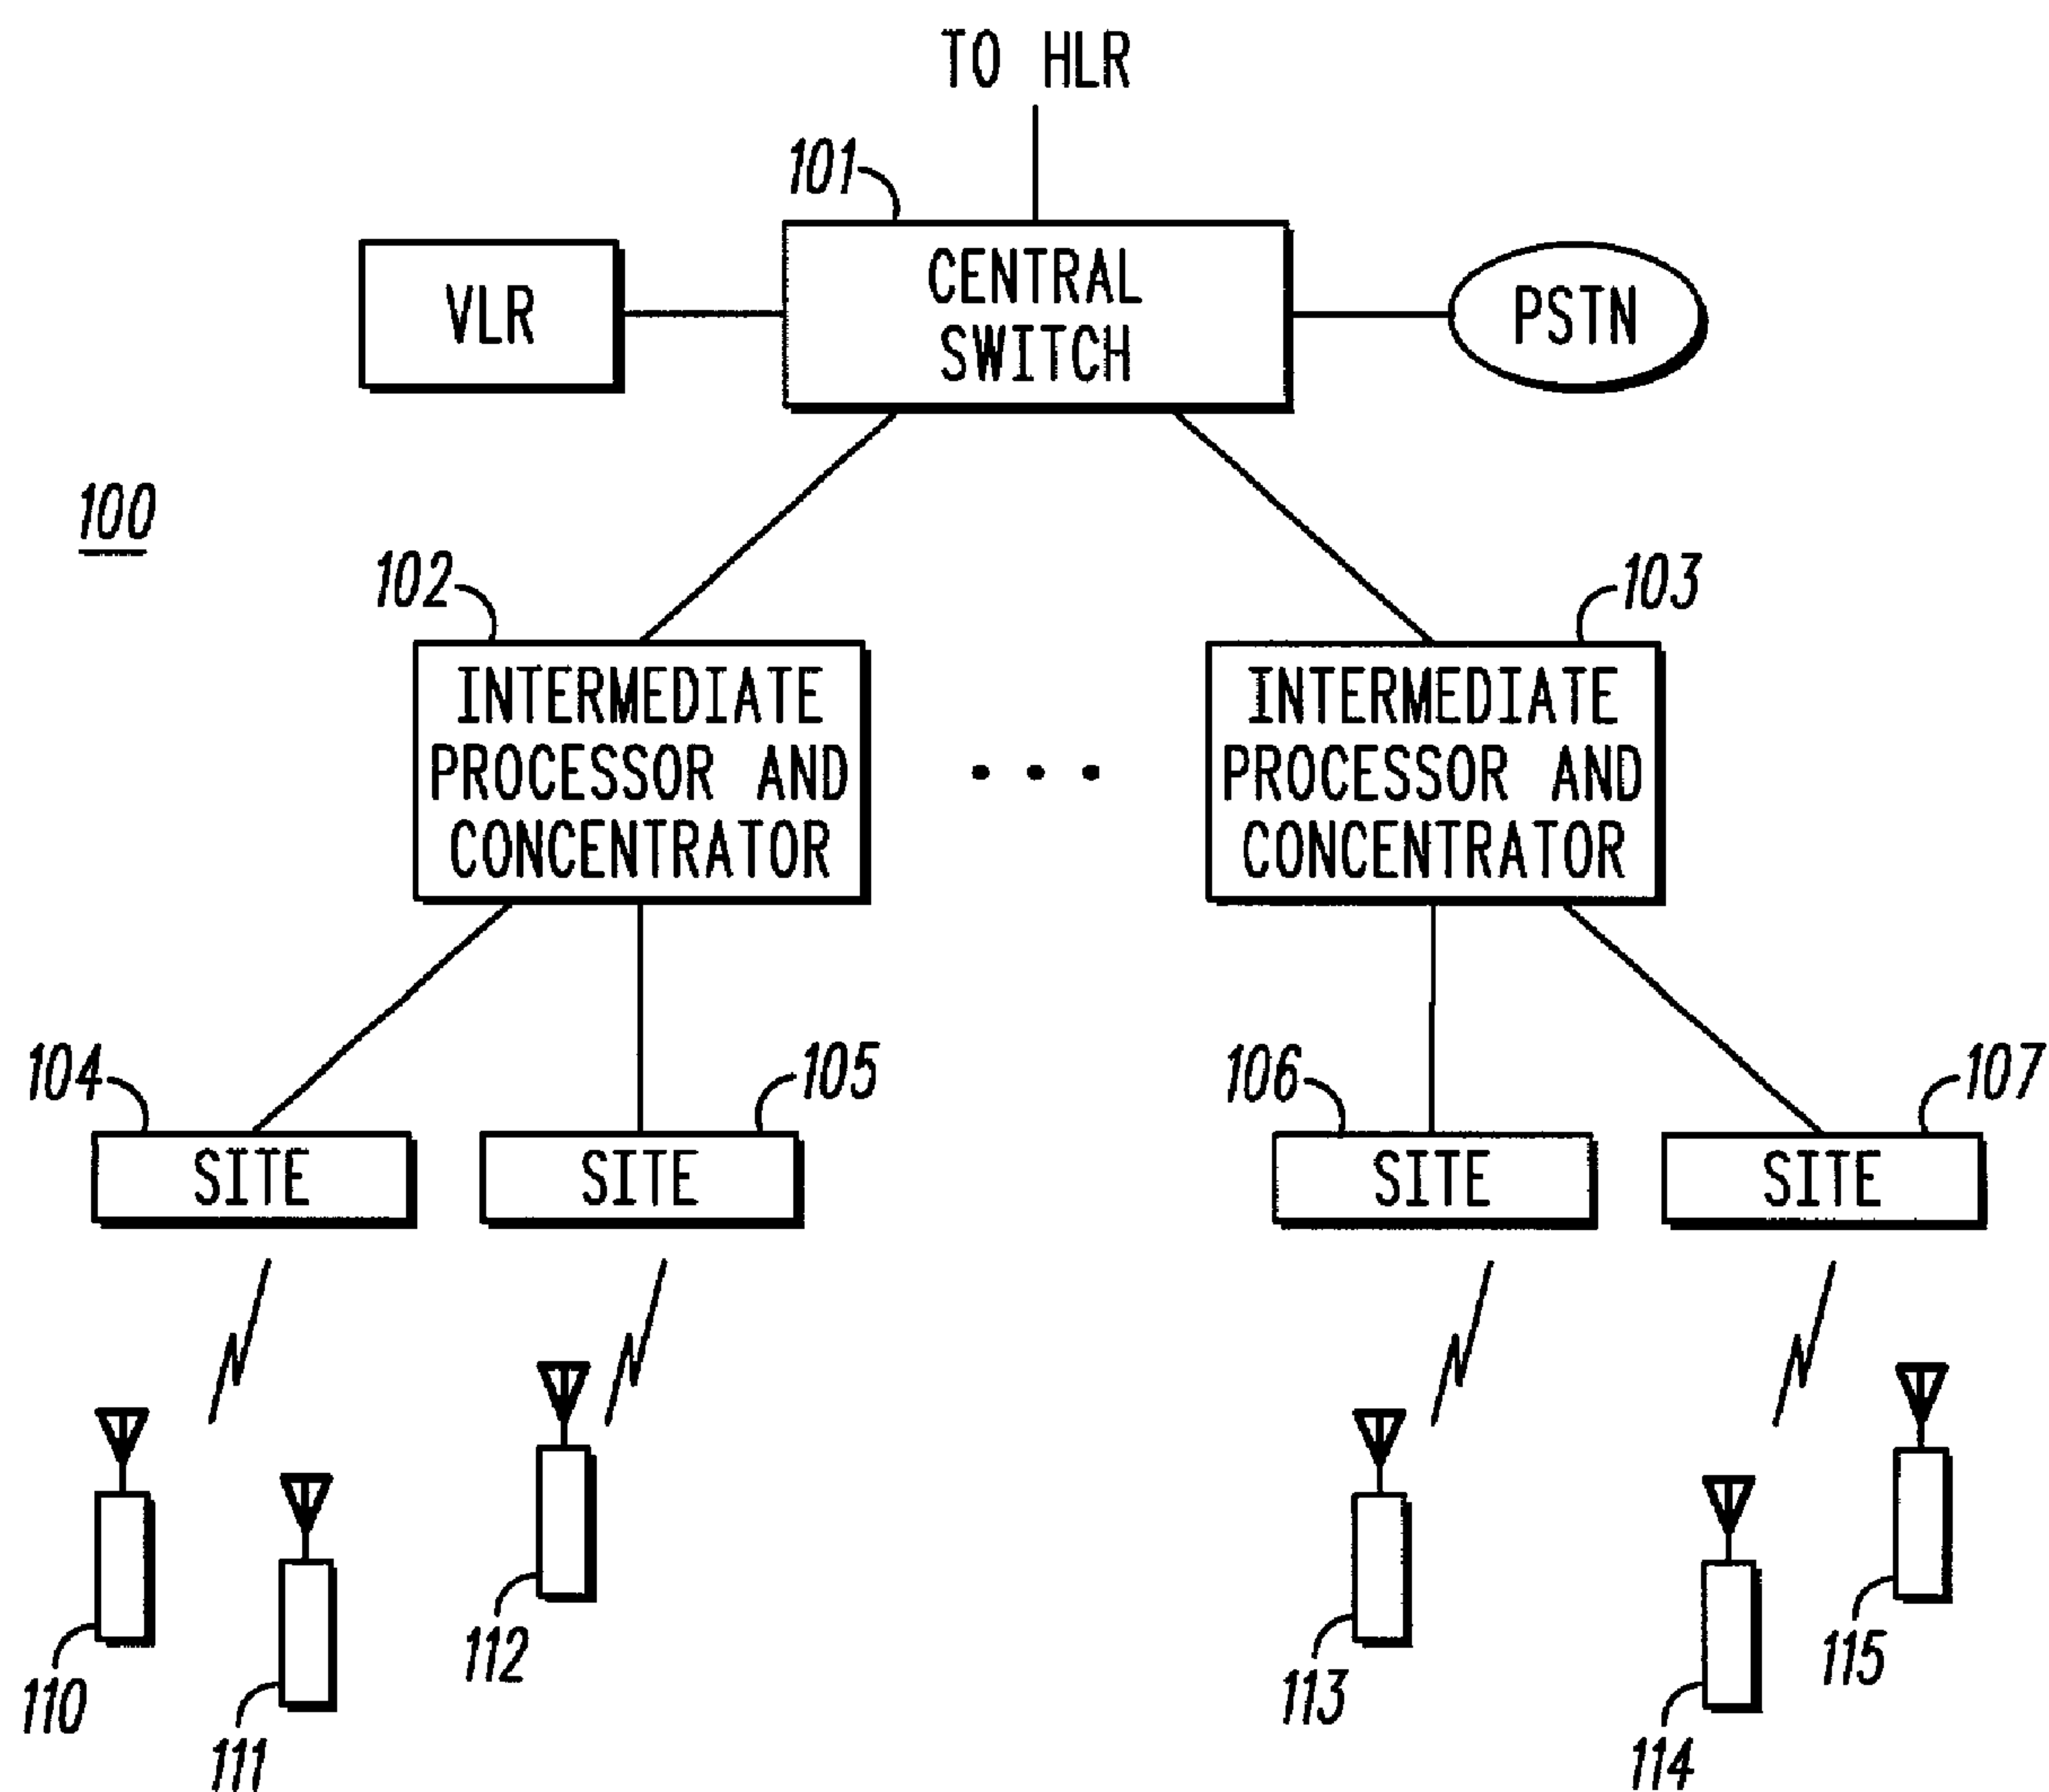 TO HLR
101
VLR
CENTRAL
SWITCH
PSTN
100
102
103
INTERMEDIATE
PROCESSOR AND
CONCENTRATOR
INTERMEDIATE
PROCESSOR AND
CONCENTRATOR
104
105
106
107
SITE
SITE
SITE
SITE
110
111
112
113
114
115